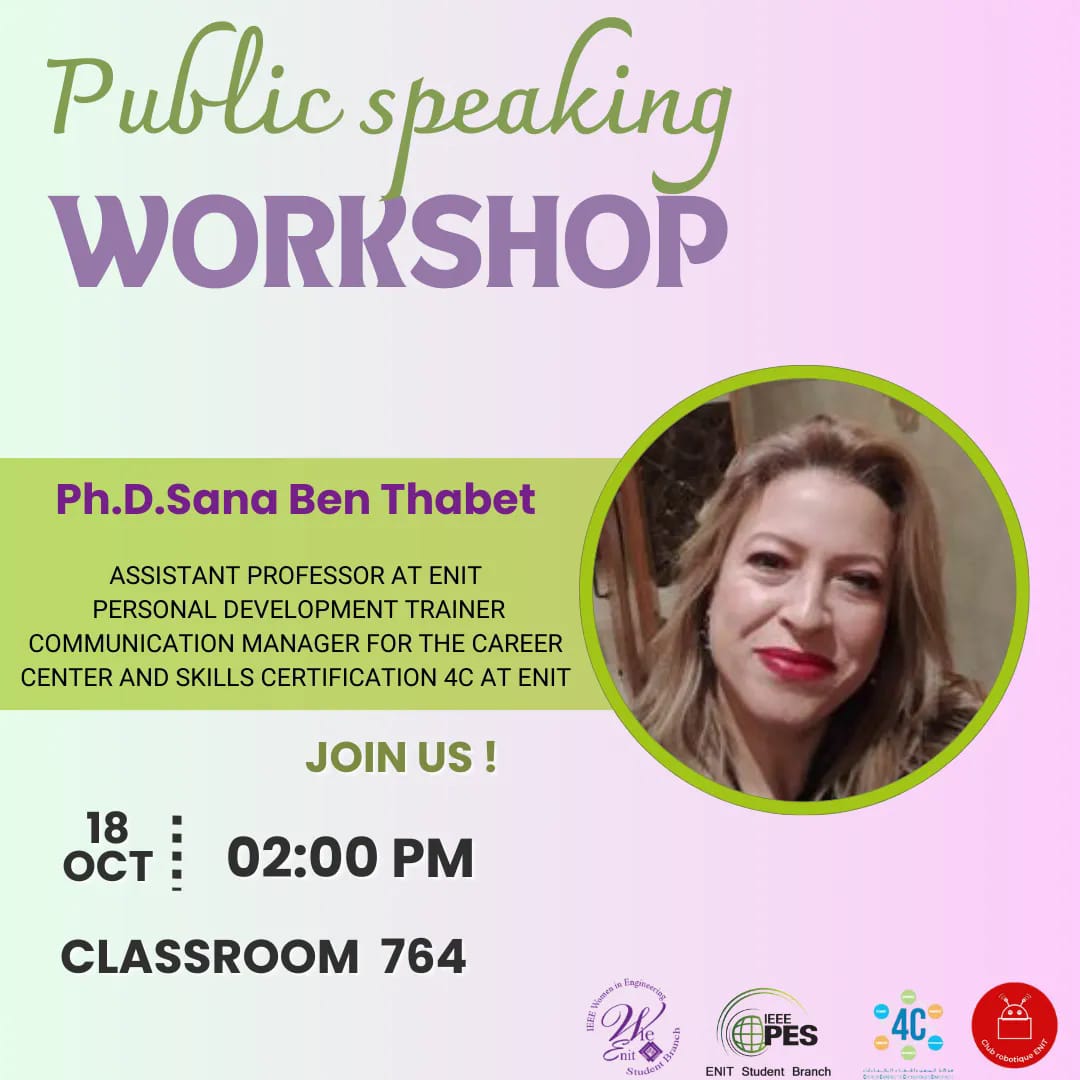 Public speaking
WORKSHOP
Ph.D.Sana Ben Thabet
ASSISTANT PROFESSOR AT ENIT
PERSONAL DEVELOPMENT TRAINER
COMMUNICATION MANAGER FOR THE CAREER
CENTER AND SKILLS CERTIFICATION 4C AT ENIT
JOIN US !
18
OCT
02:00 PM
CLASSROOM 764
IEEE Women in Engineering
Wie
Enit
Student Branch
IEEE
PES
ENIT Student Branch
4C
Club robotique ENIT